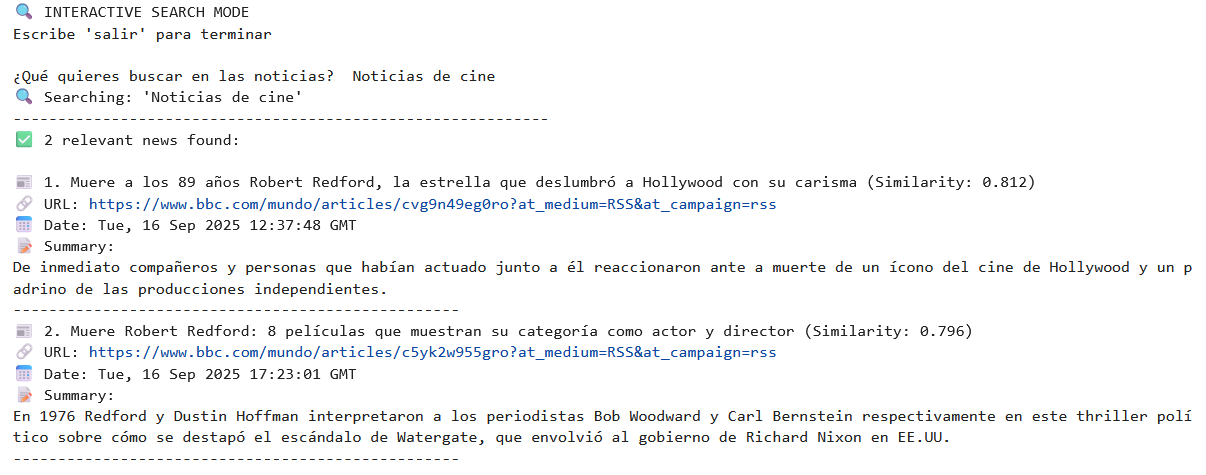 🔍 INTERACTIVE SEARCH MODE
Escribe 'salir' para terminar
¿Qué quieres buscar en las noticias?  Noticias de cine
🔍 Searching: 'Noticias de cine'
------------------------------------------------------------
✅ 2 relevant news found:
📰 1. Muere a los 89 años Robert Redford, la estrella que deslumbró a Hollywood con su carisma (Similarity: 0.812)
🔗 URL: https://www.bbc.com/mundo/articles/cvg9n49eg0ro?at_medium=RSS&at_campaign=rss
📅 Date: Tue, 16 Sep 2025 12:37:48 GMT
📝 Summary:
De inmediato compañeros y personas que habían actuado junto a él reaccionaron ante a muerte de un ícono del cine de Hollywood y un p
adrino de las producciones independientes.
--------------------------------------------------
📰 2. Muere Robert Redford: 8 películas que muestran su categoría como actor y director (Similarity: 0.796)
🔗 URL: https://www.bbc.com/mundo/articles/c5yk2w955gro?at_medium=RSS&at_campaign=rss
📅 Date: Tue, 16 Sep 2025 17:23:01 GMT
📝 Summary:
En 1976 Redford y Dustin Hoffman interpretaron a los periodistas Bob Woodward y Carl Bernstein respectivamente en este thriller polí
tico sobre cómo se destapó el escándalo de Watergate, que envolvió al gobierno de Richard Nixon en EE.UU.
--------------------------------------------------